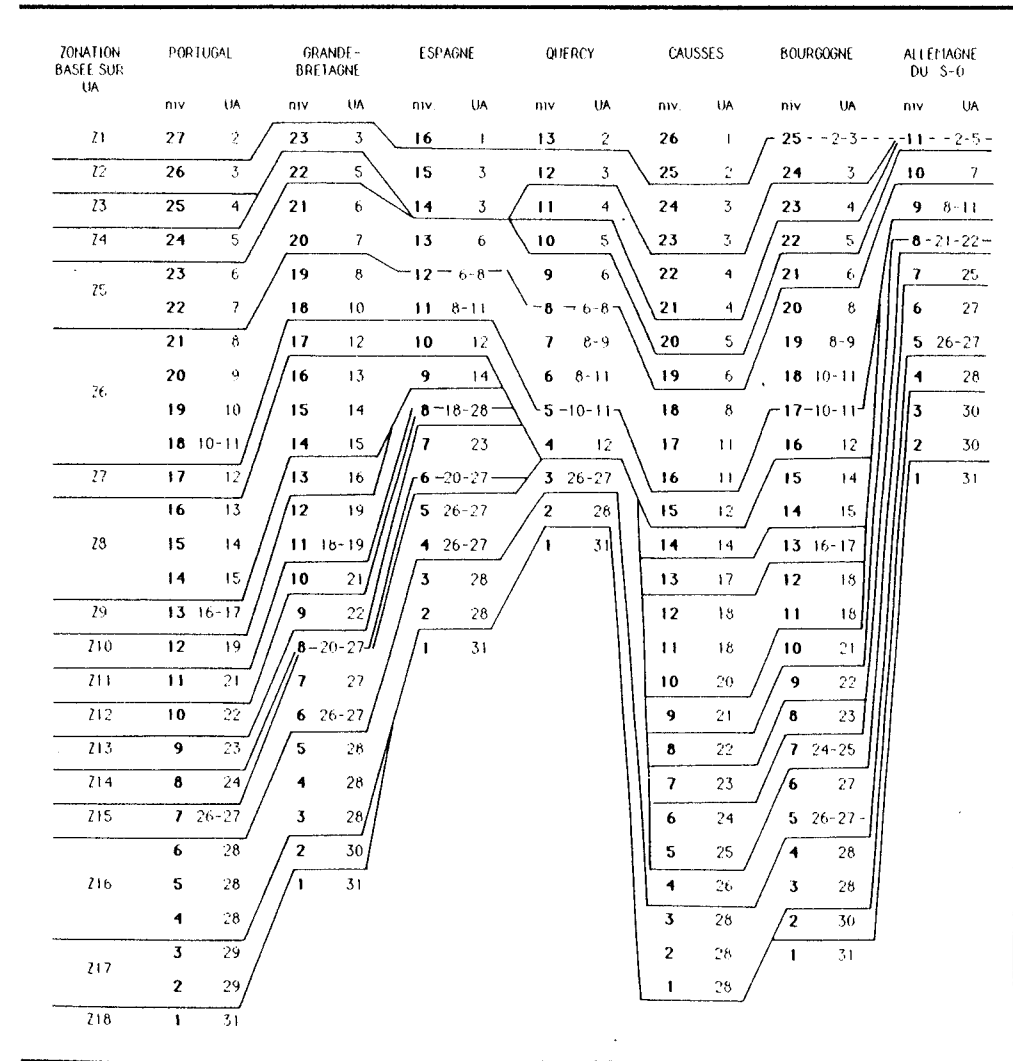 ZONATION PORTUGAL GRANDE- ESPAGNE QUERCY CAUSSES BOURGOGNE ALLEMAGNE
BASEE SUR BRETAGNE DU S-O
UA
niv UA niv UA niv. UA niv UA niv. UA niv UA niv UA
Z1 27 2 23 3 16 1 13 2 26 1 25 - -2-3- - 11 - -2-5-
Z2 26 3 22 5 15 3 12 3 25 2 24 3 10 7
Z3 25 4 21 6 14 3 11 4 24 3 23 4 9 8-11
Z4 24 5 20 7 13 6 10 5 23 3 22 5 8 -21-22-
23 6 19 8 12 - 6-8 - 9 6 22 4 21 6 7 25
Z5
22 7 18 10 11 8-11 8 - 6-8 21 4 20 8 6 27
21 8 17 12 10 12 7 8-9 20 5 19 8-9 5 26-27
20 9 16 13 9 14 6 8-11 19 6 18 10-11 4 28
Z6
19 10 15 14 8 -18-28- 5 -10-11- 18 8 17 -10-11 3 30
18 10-11 14 15 7 23 4 12 17 11 16 12 2 30
Z7 17 12 13 16 6 -20-27- 3 26-27 16 11 15 14 1 31
16 13 12 19 5 26-27 2 28 15 12 14 15
Z8 15 14 11 18-19 4 26-27 1 31 14 14 13 16-17
14 15 10 21 3 28 13 17 12 18
Z9 13 16-17 9 22 2 28 12 18 11 18
Z10 12 19 8 -20-27 1 31 11 18 10 21
Z11 11 21 7 27 10 20 9 22
Z12 10 22 6 26-27 9 21 8 23
Z13 9 23 5 28 8 22 7 24-25
Z14 8 24 4 28 7 23 6 27
Z15 7 26-27 3 28 6 24 5 26-27 -
6 28 2 30 5 25 4 28
Z16 5 28 1 31 4 26 3 28
4 28 3 28 2 30
3 29 2 28 1 31
Z17
2 29 1 28
Z18 1 31